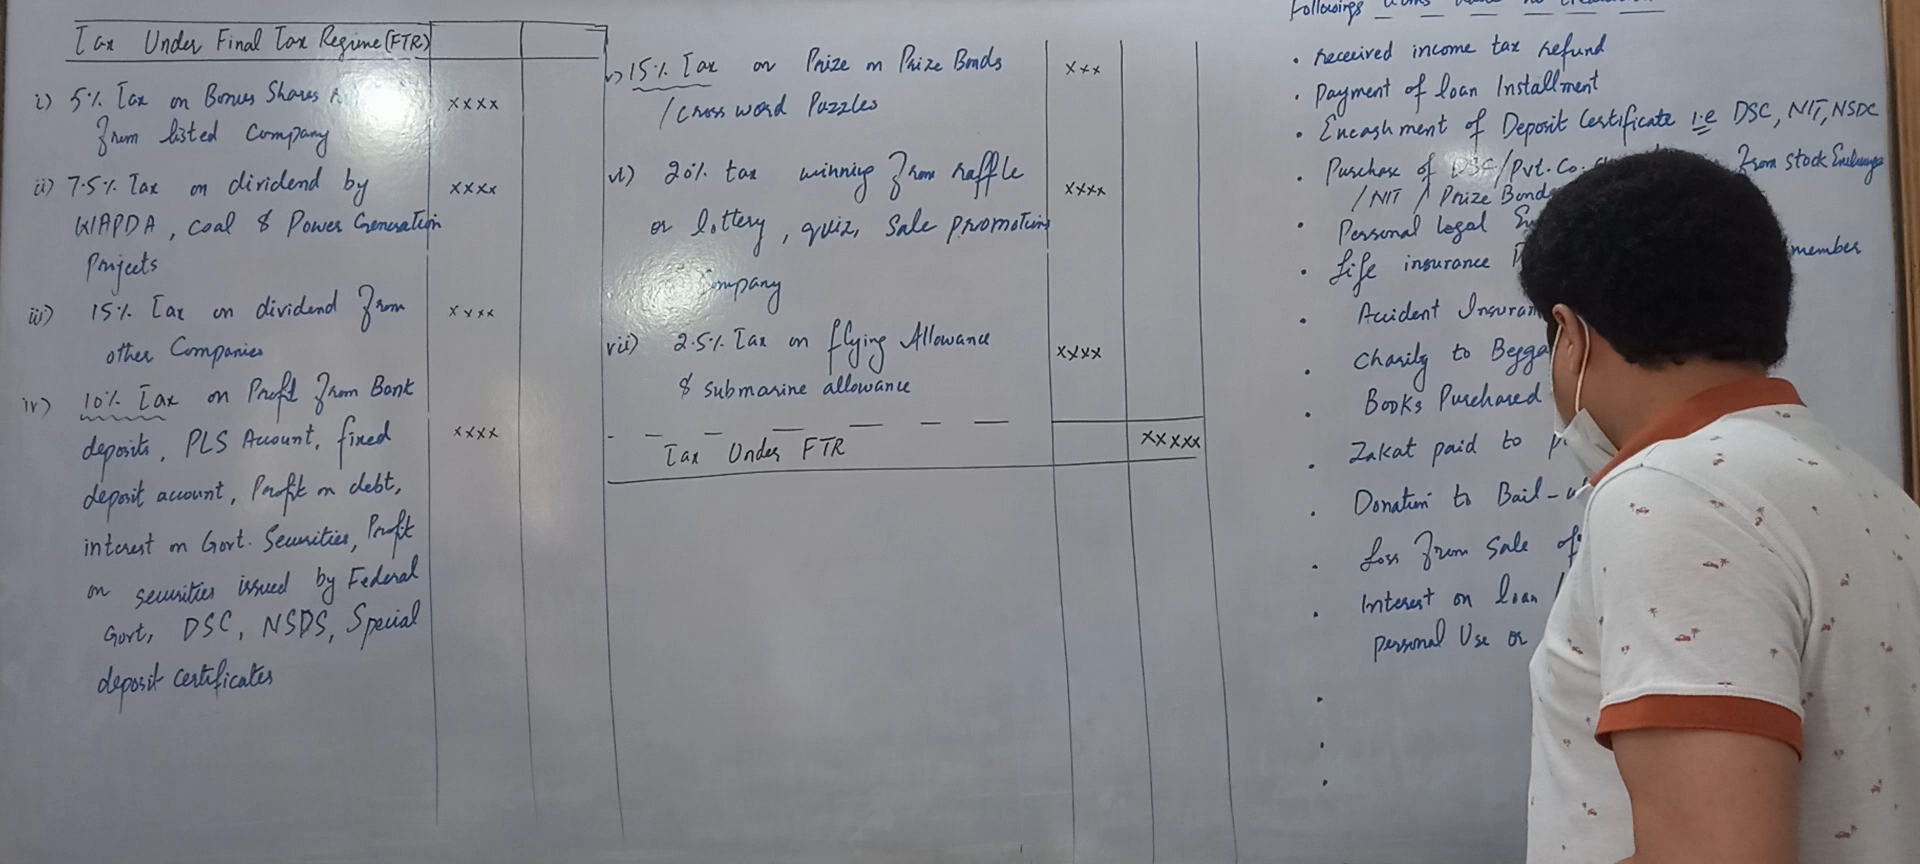 Tax Under Final Tax Regime (FTR)
i) 5% Tax on Bonus Shares
from listed Company
xxxx
ii) 7.5% Tax on dividend by
WAPDA, coal & Power Generation
Projects
xxxx
iii) 15% Tax on dividend from
other Companies
xxxx
iv) 10% Tax on Profit from Bank
deposits, PLS Account, fixed
deposit account, Profit on debt,
interest on Govt. Securities, Profit
on securities issued by Federal
Govt, DSC, NSDS, Special
deposit certificates
xxxx
v) 15% Tax on Prize on Prize Bonds
/ Cross word Puzzles
xxx
vi) 20% tax winning from raffle
or lottery, quiz, Sale promotions
Company
xxxx
vii) 2.5% Tax on flying Allowance
& submarine allowance
xxxx
Tax Under FTR
xxxxx
Followings
• received income tax refund
• Payment of loan Installment
• Encashment of Deposit Certificate i.e DSC, NIT, NSDC
• Purchase of DSC/Pvt. Co. from stock Exchange
/ NIT / Prize Bonds
• Personal legal
• Life insurance member
• Accident
• Charity to
• Books Purchased
• Zakat paid to
• Donation to Bail-
• Loss from Sale of
• Interest on loan
personal Use or